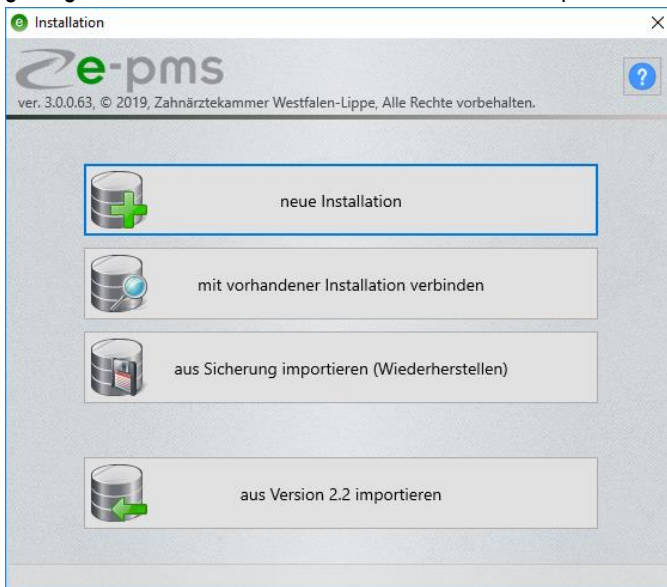 Installation
Ze-pms
ver. 3.0.0.63, © 2019, Zahnärztekammer Westfalen-Lippe, Alle Rechte vorbehalten.
neue Installation
mit vorhandener Installation verbinden
aus Sicherung importieren (Wiederherstellen)
aus Version 2.2 importieren